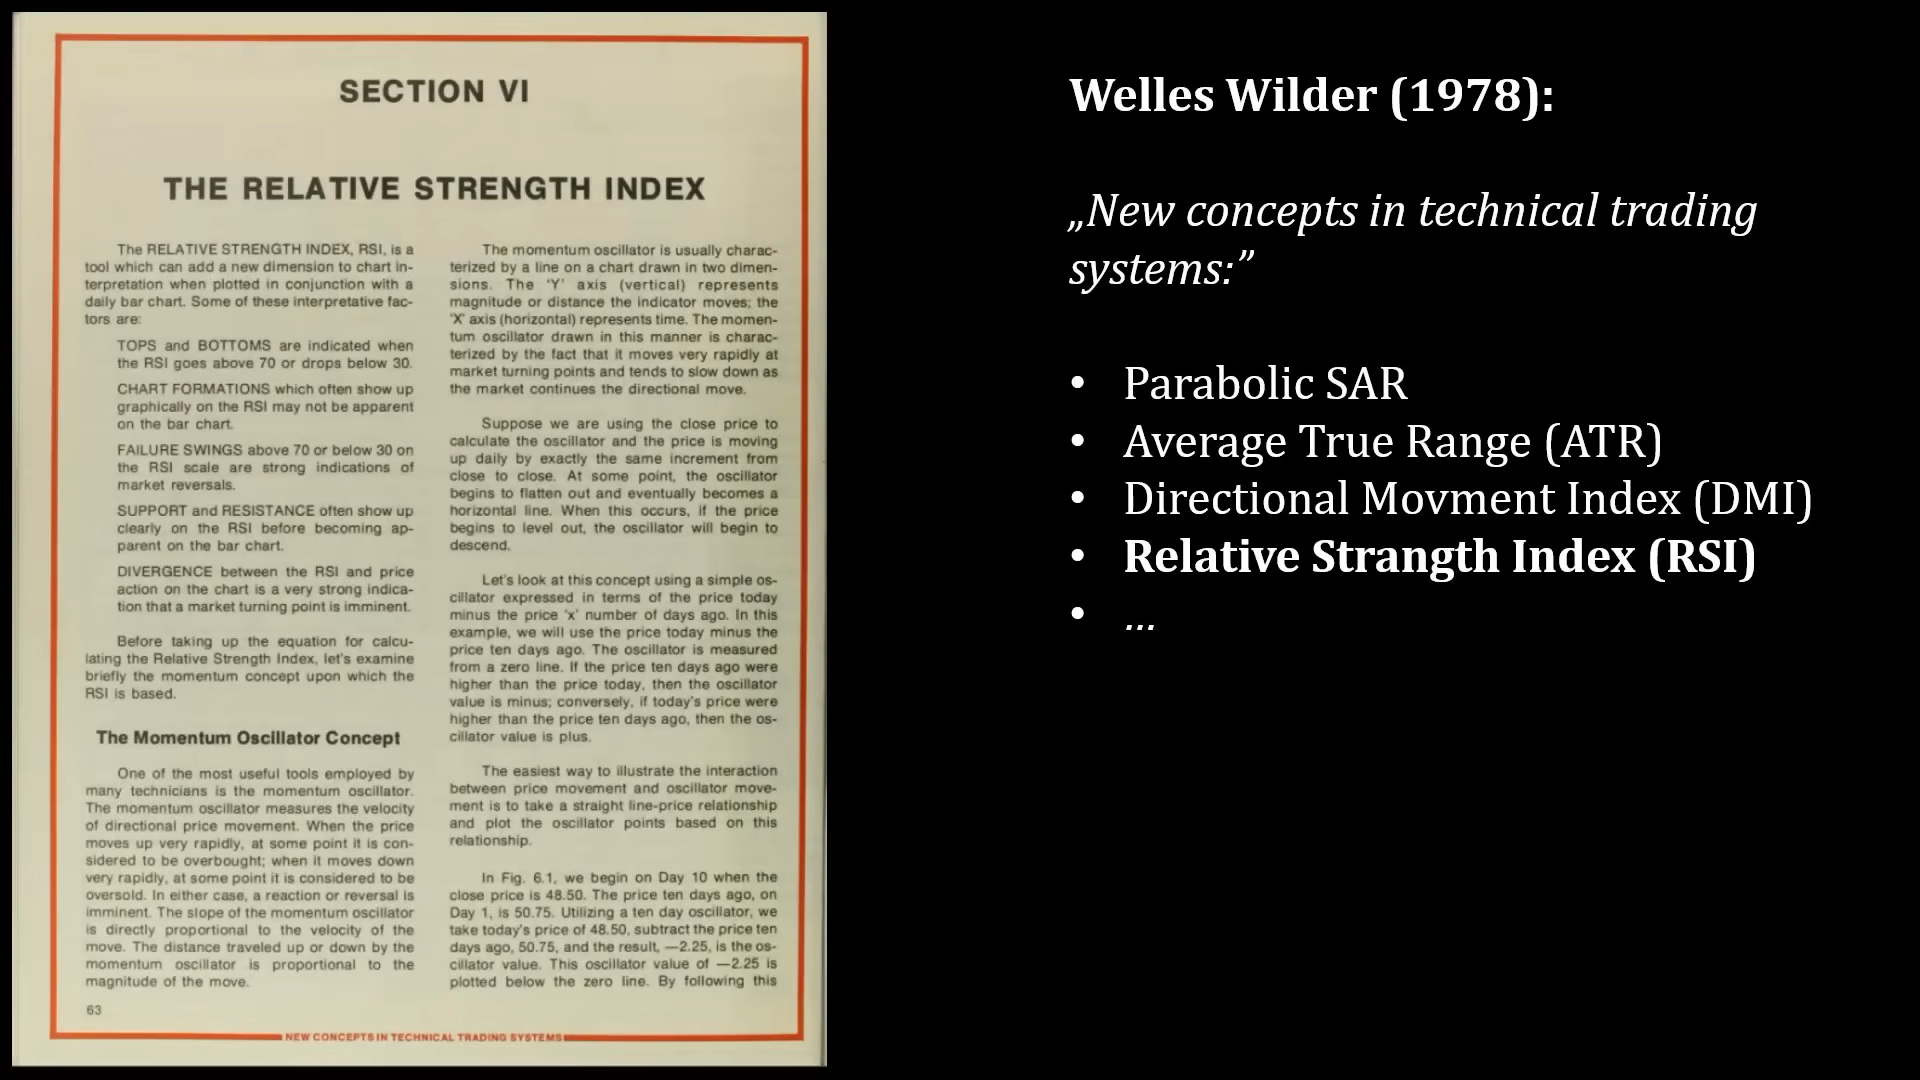 SECTION VI
THE RELATIVE STRENGTH INDEX
The RELATIVE STRENGTH INDEX, RSI, is a
tool which can add a new dimension to chart in-
terpretation when plotted in conjunction with a
daily bar chart. Some of these interpretative fac-
tors are:
TOPS and BOTTOMS are indicated when
the RSI goes above 70 or drops below 30.
CHART FORMATIONS which often show up
graphically on the RSI may not be apparent
on the bar chart.
FAILURE SWINGS above 70 or below 30 on
the RSI scale are strong indications of
market reversals.
SUPPORT and RESISTANCE often show up
clearly on the RSI before becoming ap-
parent on the bar chart.
DIVERGENCE between the RSI and price
action on the chart is a very strong indica-
tion that a market turning point is imminent.
Before taking up the equation for calcu-
lating the Relative Strength Index, let's examine
briefly the momentum concept upon which the
RSI is based.
The Momentum Oscillator Concept
One of the most useful tools employed by
many technicians is the momentum oscillator.
The momentum oscillator measures the velocity
of directional price movement. When the price
moves up very rapidly, at some point it is con-
sidered to be overbought; when it moves down
very rapidly, at some point it is considered to be
oversold. In either case, a reaction or reversal is
imminent. The slope of the momentum oscillator
is directly proportional to the velocity of the
move. The distance traveled up or down by the
momentum oscillator is proportional to the
magnitude of the move.
63
The momentum oscillator is usually charac-
terized by a line on a chart drawn in two dimen-
sions. The 'Y' axis (vertical) represents
magnitude or distance the indicator moves; the
'X' axis (horizontal) represents time. The momen-
tum oscillator drawn in this manner is charac-
terized by the fact that it moves very rapidly at
market turning points and tends to slow down as
the market continues the directional move.
Suppose we are using the close price to
calculate the oscillator and the price is moving
up daily by exactly the same increment from
close to close. At some point, the oscillator
begins to flatten out and eventually becomes a
horizontal line. When this occurs, if the price
begins to level out, the oscillator will begin to
descend.
Let's look at this concept using a simple os-
cillator expressed in terms of the price today
minus the price 'x' number of days ago. In this
example, we will use the price today minus the
price ten days ago. The oscillator is measured
from a zero line. If the price ten days ago were
higher than the price today, then the oscillator
value is minus; conversely, if today's price were
higher than the price ten days ago, then the os-
cillator value is plus.
The easiest way to illustrate the interaction
between price movement and oscillator move-
ment is to take a straight line-price relationship
and plot the oscillator points based on this
relationship.
In Fig. 6.1, we begin on Day 10 when the
close price is 48.50. The price ten days ago, on
Day 1, is 50.75. Utilizing a ten day oscillator, we
take today's price of 48.50, subtract the price ten
days ago, 50.75, and the result, —2.25, is the os-
cillator value. This oscillator value of —2.25 is
plotted below the zero line. By following this
NEW CONCEPTS IN TECHNICAL TRADING SYSTEMS
Welles Wilder (1978):
„New concepts in technical trading
systems:”
• Parabolic SAR
• Average True Range (ATR)
• Directional Movment Index (DMI)
• Relative Strangth Index (RSI)
• ...